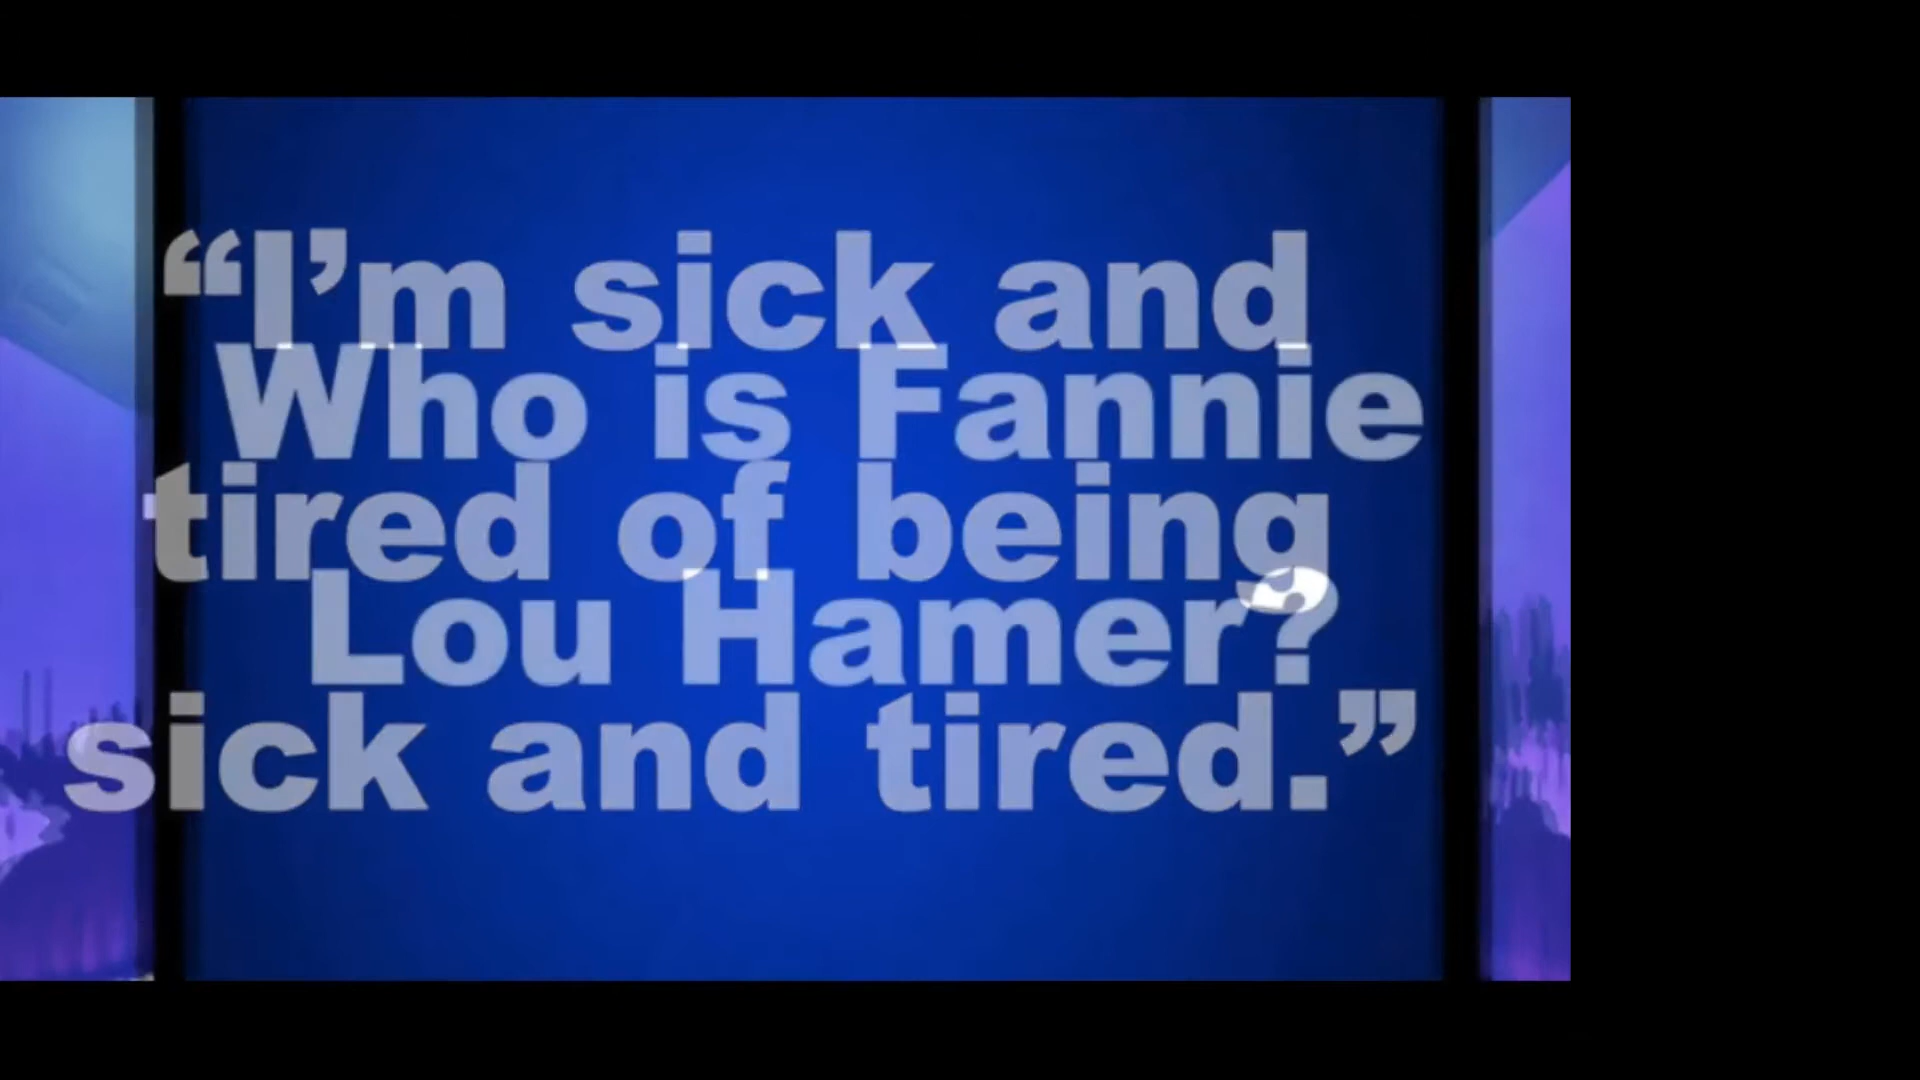 “I’m sick and
Who is Fannie
tired of being
Lou Hamer?
sick and tired.”